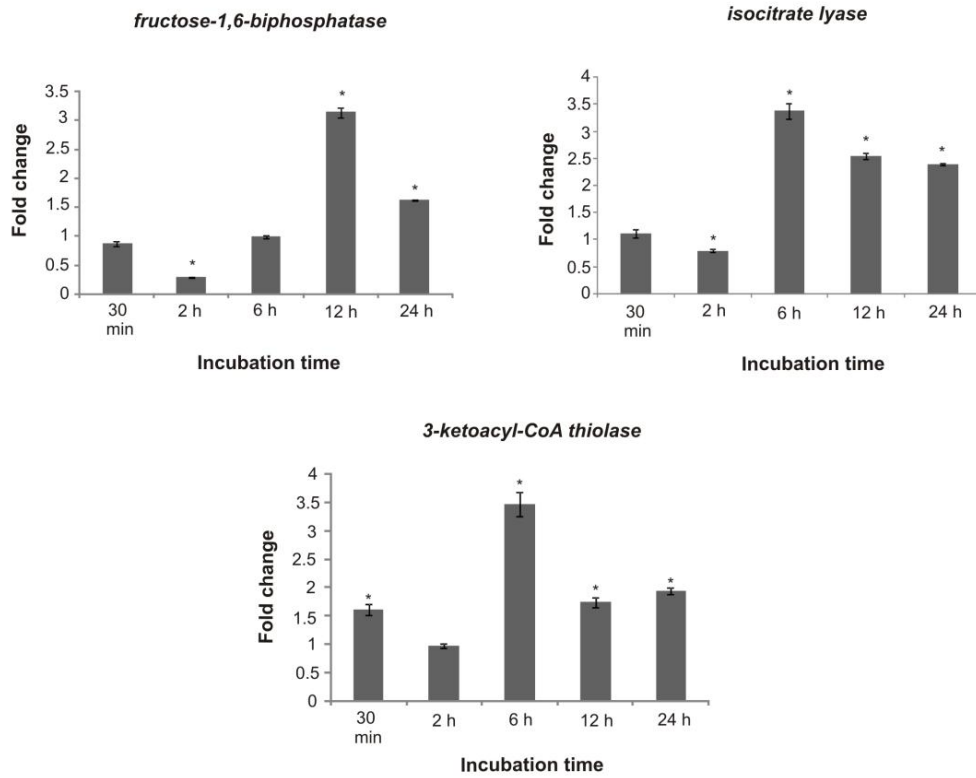 fructose-1,6-biphosphatase
Fold change
3.5
3
2.5
2
1.5
1
0.5
0
*
*
*
30 min
2 h
6 h
12 h
24 h
Incubation time
isocitrate lyase
Fold change
4
3.5
3
2.5
2
1.5
1
0.5
0
*
*
*
*
30 min
2 h
6 h
12 h
24 h
Incubation time
3-ketoacyl-CoA thiolase
Fold change
4
3.5
3
2.5
2
1.5
1
0.5
0
*
*
*
*
30 min
2 h
6 h
12 h
24 h
Incubation time